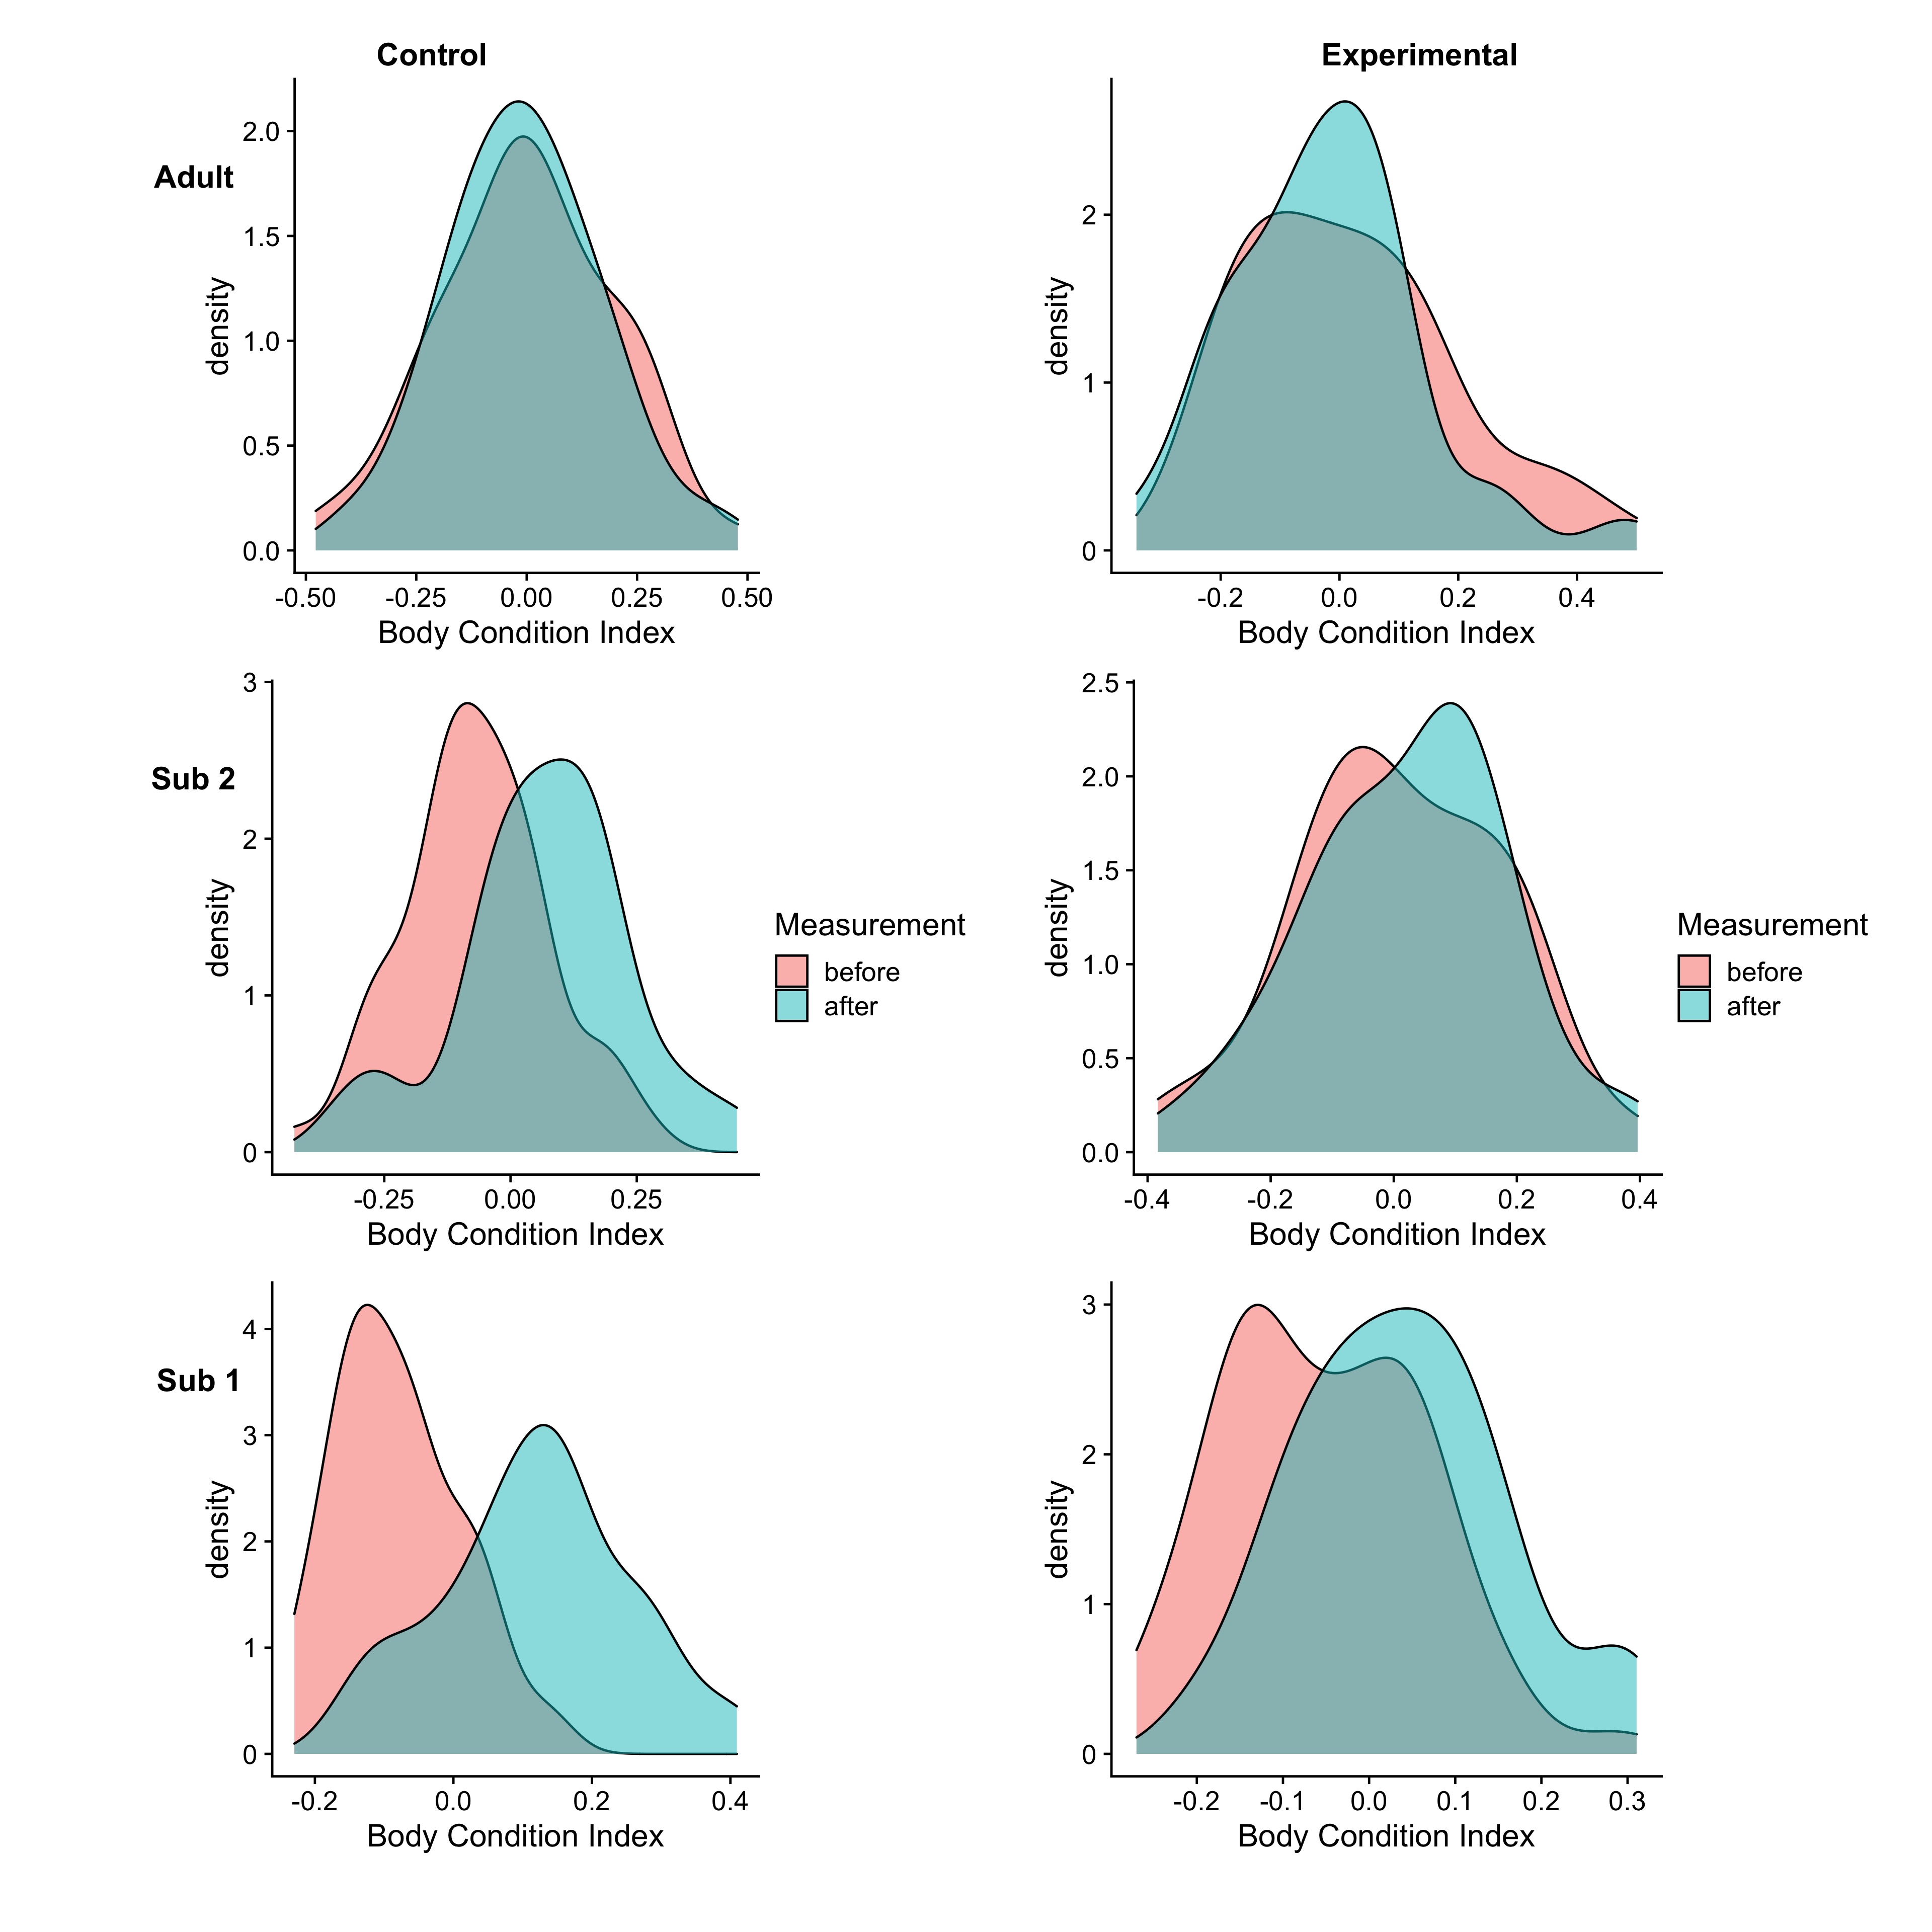 Control
Experimental
Adult
density
2.0
1.5
1.0
0.5
0.0
-0.50 -0.25 0.00 0.25 0.50
Body Condition Index
density
2
1
0
-0.2 0.0 0.2 0.4
Body Condition Index
Sub 2
density
3
2
1
0
-0.25 0.00 0.25
Body Condition Index
Measurement
before
after
density
2.5
2.0
1.5
1.0
0.5
0.0
-0.4 -0.2 0.0 0.2 0.4
Body Condition Index
Measurement
before
after
Sub 1
density
4
3
2
1
0
-0.2 0.0 0.2 0.4
Body Condition Index
density
3
2
1
0
-0.2 -0.1 0.0 0.1 0.2 0.3
Body Condition Index